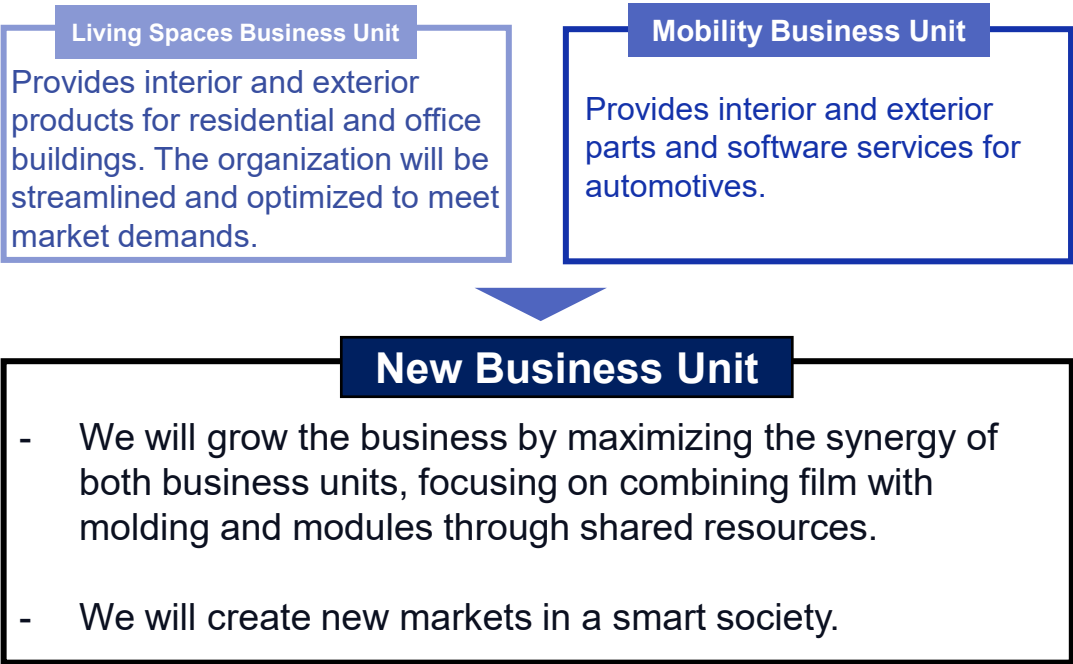 Living Spaces Business Unit
Provides interior and exterior
products for residential and office
buildings. The organization will be
streamlined and optimized to meet
market demands.
Mobility Business Unit
Provides interior and exterior
parts and software services for
automotives.
New Business Unit
- We will grow the business by maximizing the synergy of
both business units, focusing on combining film with
molding and modules through shared resources.
- We will create new markets in a smart society.